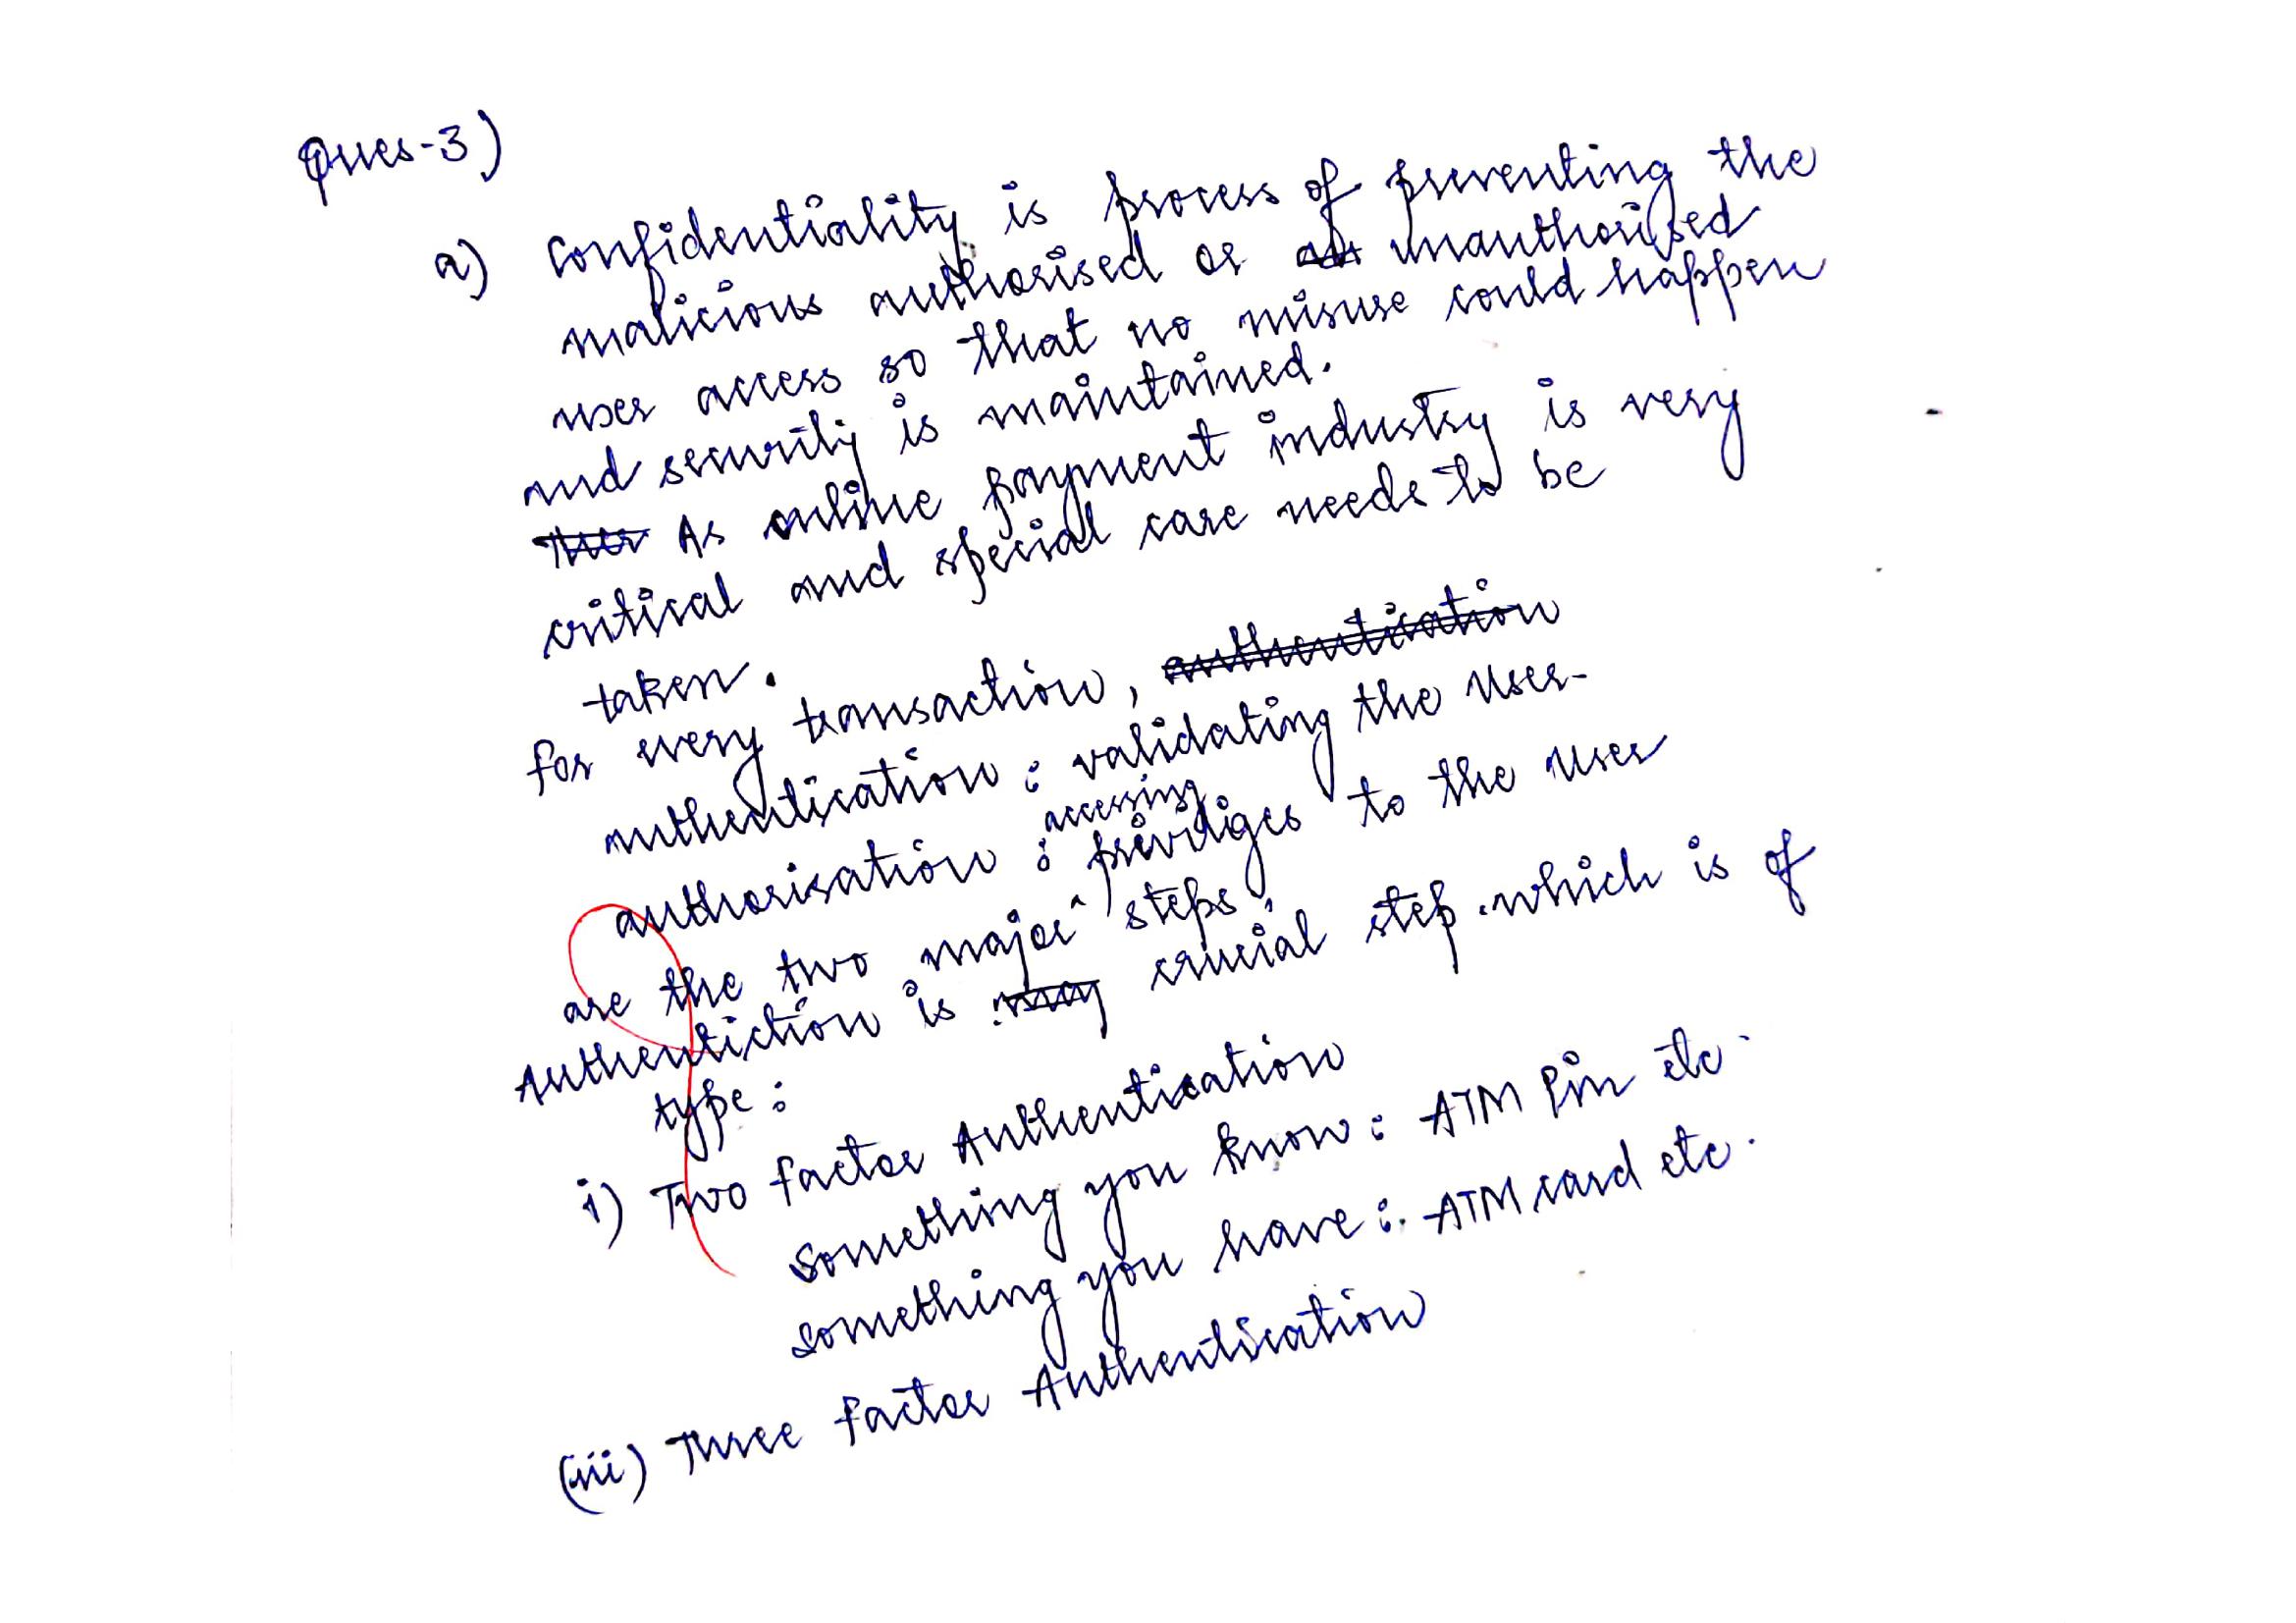 Ques-3)
a) confidentiality is process of preventing the
malicious authorised or unauthorised
user access so that no misuse could happen
and security is maintained.
As online payment industry is very
critical and special care needs to be
taken.
for every transaction, authentication
authentication : validating the user
accessing
authorisation : priviliges to the user
are the two major steps.
Authentiction is very crucial step which is of
type :
i) Two factor Authentication
something you know : ATM Pin etc.
something you have : ATM card etc.
(iii) Three factor Authentication